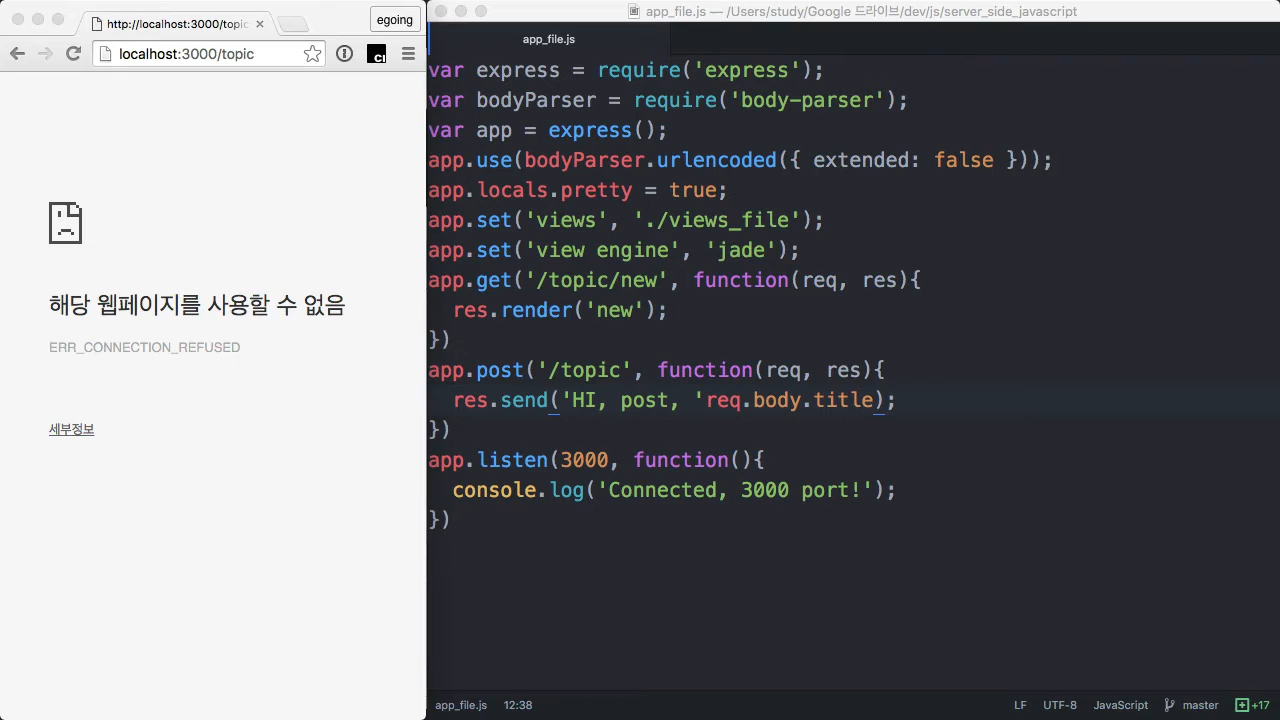 http://localhost:3000/topic
egoing
localhost:3000/topic
해당 웹페이지를 사용할 수 없음
ERR_CONNECTION_REFUSED
세부정보
app_file.js — /Users/study/Google 드라이브/dev/js/server_side_javascript
app_file.js
var express = require('express');
var bodyParser = require('body-parser');
var app = express();
app.use(bodyParser.urlencoded({ extended: false }));
app.locals.pretty = true;
app.set('views', './views_file');
app.set('view engine', 'jade');
app.get('/topic/new', function(req, res){
  res.render('new');
})
app.post('/topic', function(req, res){
  res.send('HI, post, 'req.body.title);
})
app.listen(3000, function(){
  console.log('Connected, 3000 port!');
})
app_file.js 12:38 LF UTF-8 JavaScript master +17